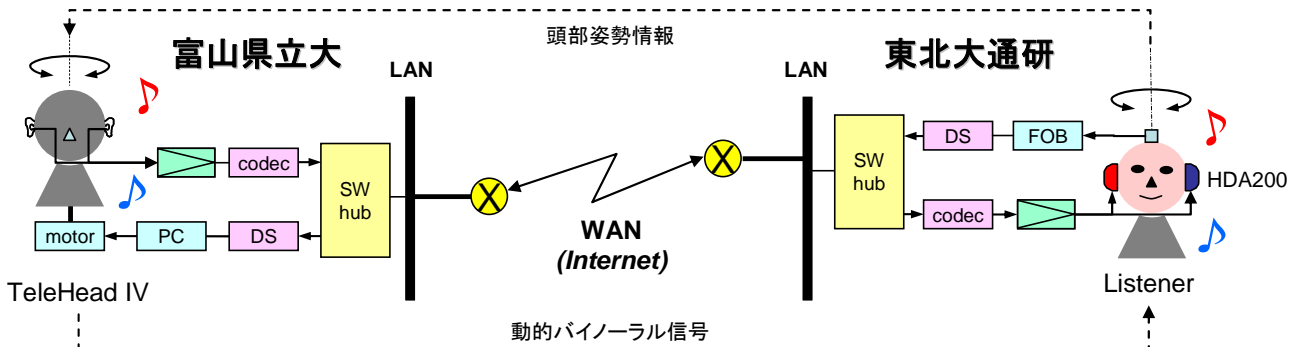 頭部姿勢情報
富山県立大
東北大通研
LAN
LAN
codec
SW
hub
motor
PC
DS
TeleHead IV
X
X
WAN
(Internet)
SW
hub
DS
FOB
codec
HDA200
Listener
動的バイノーラル信号